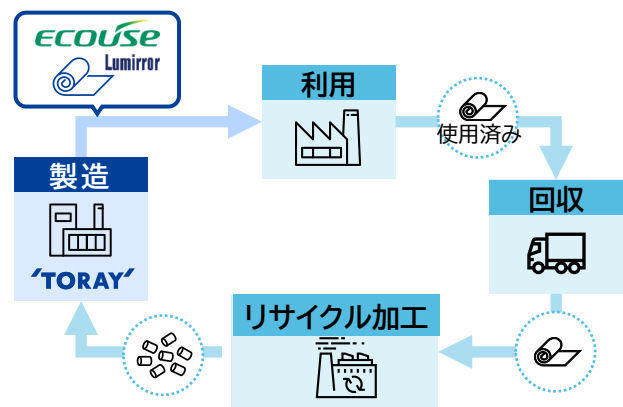 ECOUSE
Lumirror
利用
使用済み
製造
回収
'TORAY'
リサイクル加工